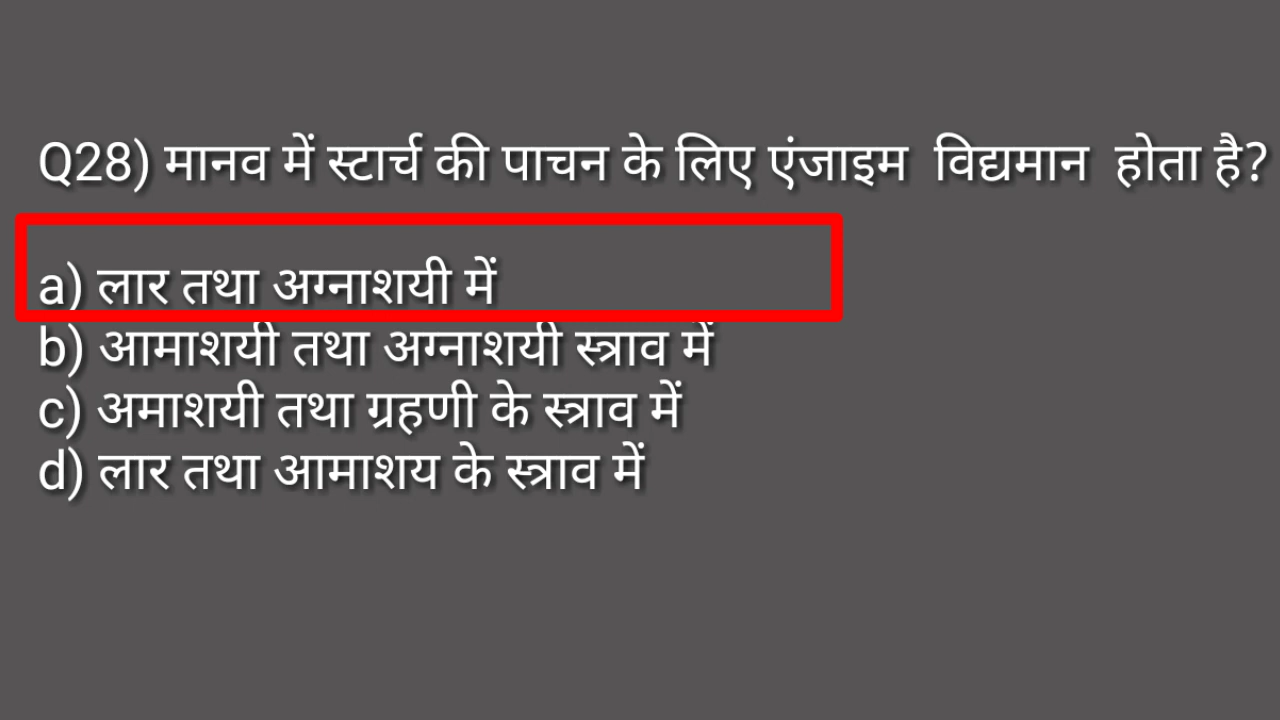 Q28) मानव में स्टार्च की पाचन के लिए एंजाइम विद्यमान होता है?
a) लार तथा अग्नाशयी में
b) आमाशयी तथा अग्नाशयी स्त्राव में
c) अमाशयी तथा ग्रहणी के स्त्राव में
d) लार तथा आमाशय के स्त्राव में